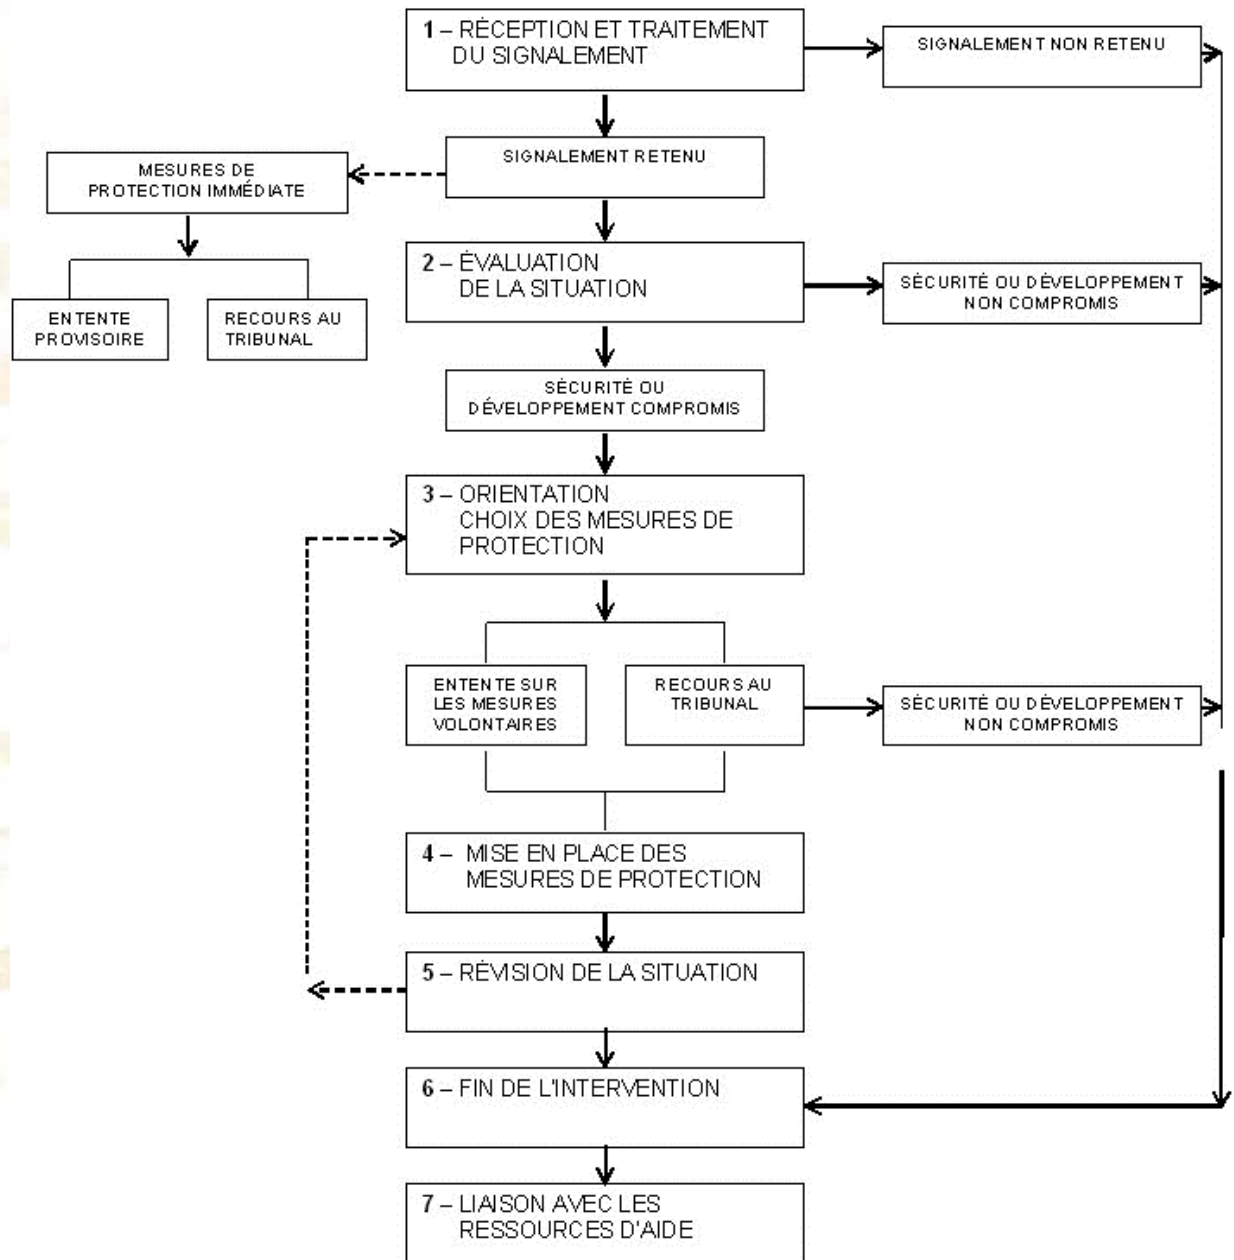 1 – RÉCEPTION ET TRAITEMENT
DU SIGNALEMENT
SIGNALEMENT NON RETENU
SIGNALEMENT RETENU
MESURES DE
PROTECTION IMMÉDIATE
ENTENTE
PROVISOIRE
RECOURS AU
TRIBUNAL
2 – ÉVALUATION
DE LA SITUATION
SÉCURITÉ OU DÉVELOPPEMENT
NON COMPROMIS
SÉCURITÉ OU
DÉVELOPPEMENT COMPROMIS
3 – ORIENTATION
CHOIX DES MESURES DE
PROTECTION
ENTENTE SUR
LES MESURES
VOLONTAIRES
RECOURS AU
TRIBUNAL
SÉCURITÉ OU DÉVELOPPEMENT
NON COMPROMIS
4 – MISE EN PLACE DES
MESURES DE PROTECTION
5 – RÉVISION DE LA SITUATION
6 – FIN DE L'INTERVENTION
7 – LIAISON AVEC LES
RESSOURCES D'AIDE